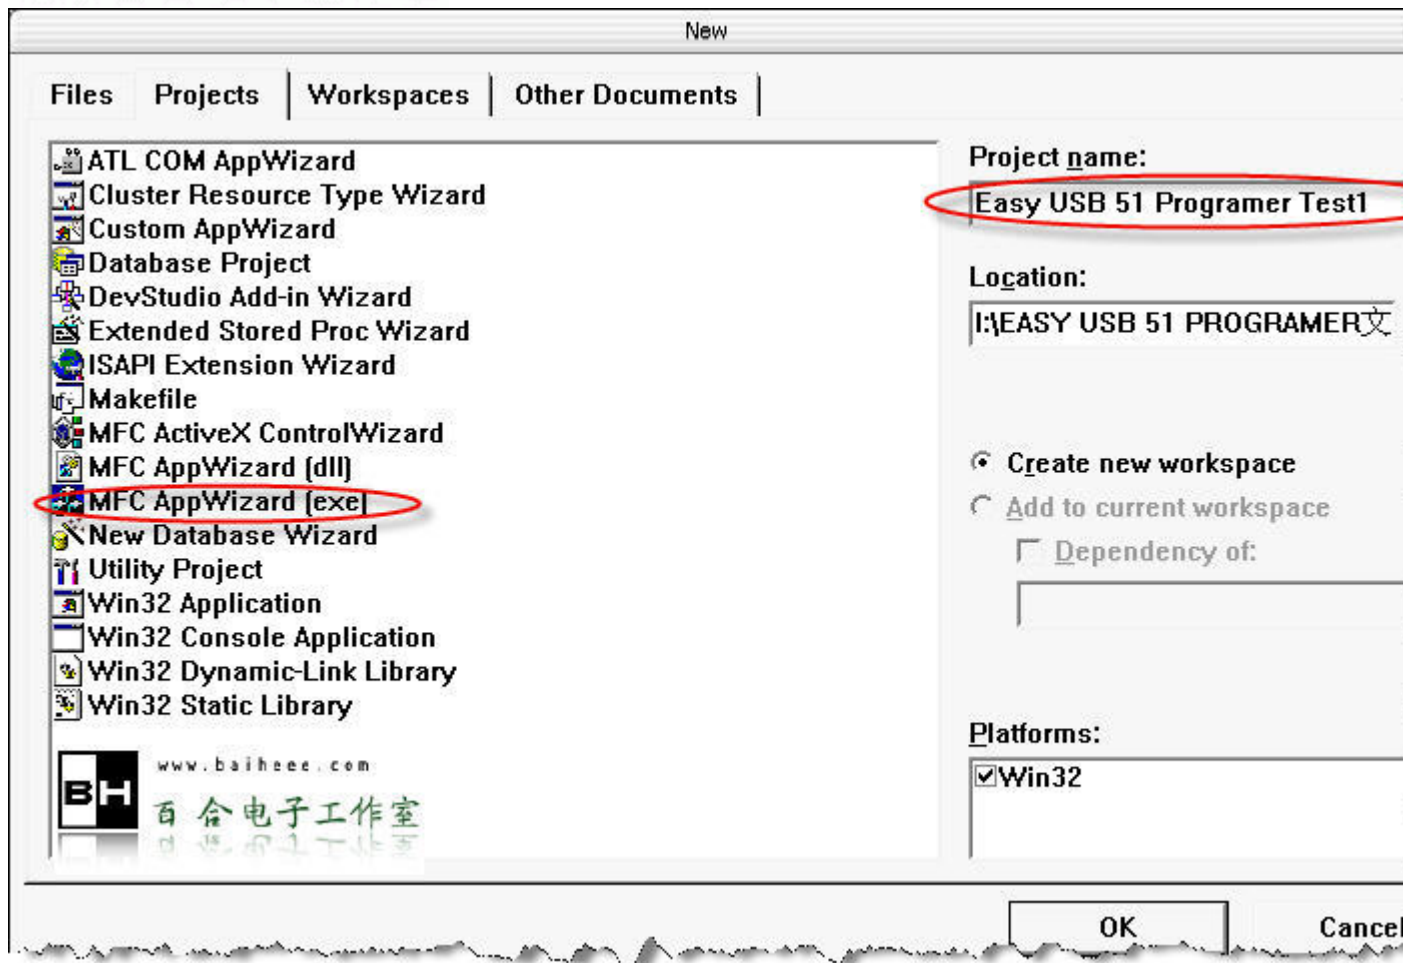 New
Files Projects Workspaces Other Documents
ATL COM AppWizard
Cluster Resource Type Wizard
Custom AppWizard
Database Project
DevStudio Add-in Wizard
Extended Stored Proc Wizard
ISAPI Extension Wizard
Makefile
MFC ActiveX ControlWizard
MFC AppWizard (dll)
MFC AppWizard (exe)
New Database Wizard
Utility Project
Win32 Application
Win32 Console Application
Win32 Dynamic-Link Library
Win32 Static Library
BH
www.baiheee.com
百合电子工作室
Project name:
Easy USB 51 Programer Test1
Location:
I:\EASY USB 51 PROGRAMER文
Create new workspace
Add to current workspace
Dependency of:
Platforms:
Win32
OK Cancel